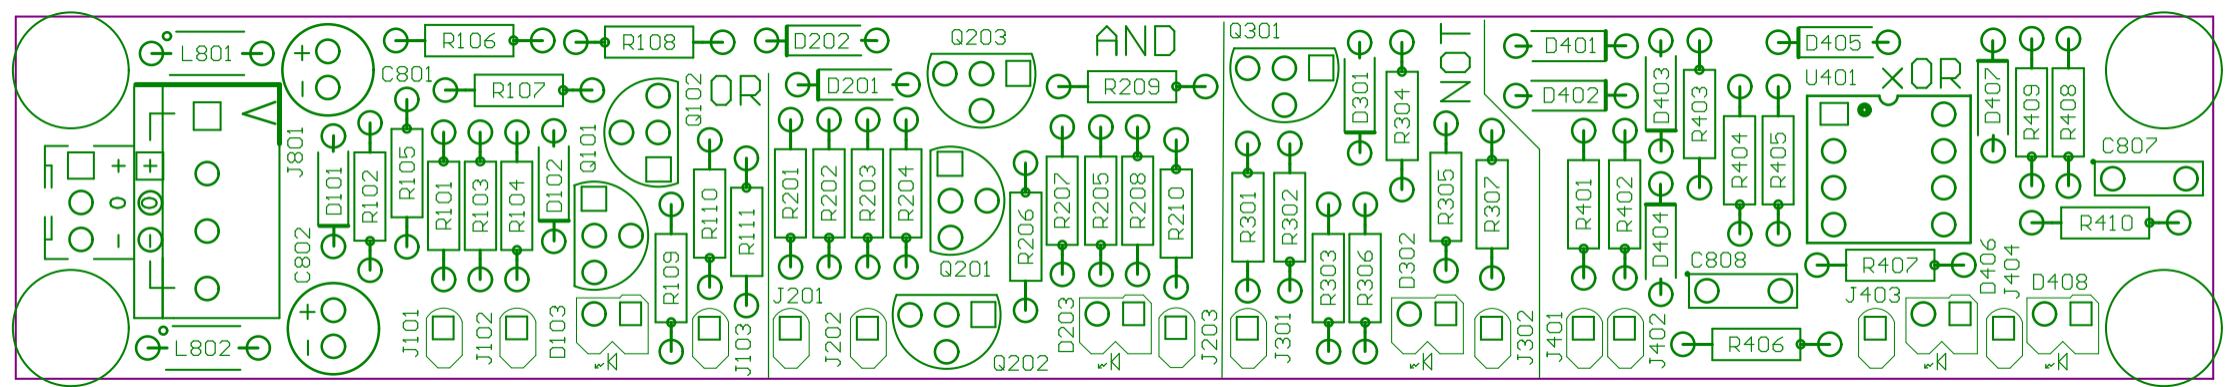 L801
+
−
C801
R106
R108
D202
Q203
AND
Q301
NOT
D401
D405
R107
Q102
OR
D201
R209
D301
R304
D402
D403
R403
U401
XOR
D407
R409
R408
J801
D101
R102
R105
R101
R103
R104
D102
Q101
R110
R111
R201
R202
R203
R204
R207
R205
R208
R210
R301
R302
R305
R307
R401
R402
D404
R404
R405
C807
+ +
0 0
− −
C802
R109
Q201
R206
R303
R306
D302
C808
R407
D406
J404
R410
L802
+
−
J101
J102
D103
J103
J201
J202
Q202
D203
J203
J301
J302
J401
J402
R406
J403
D408